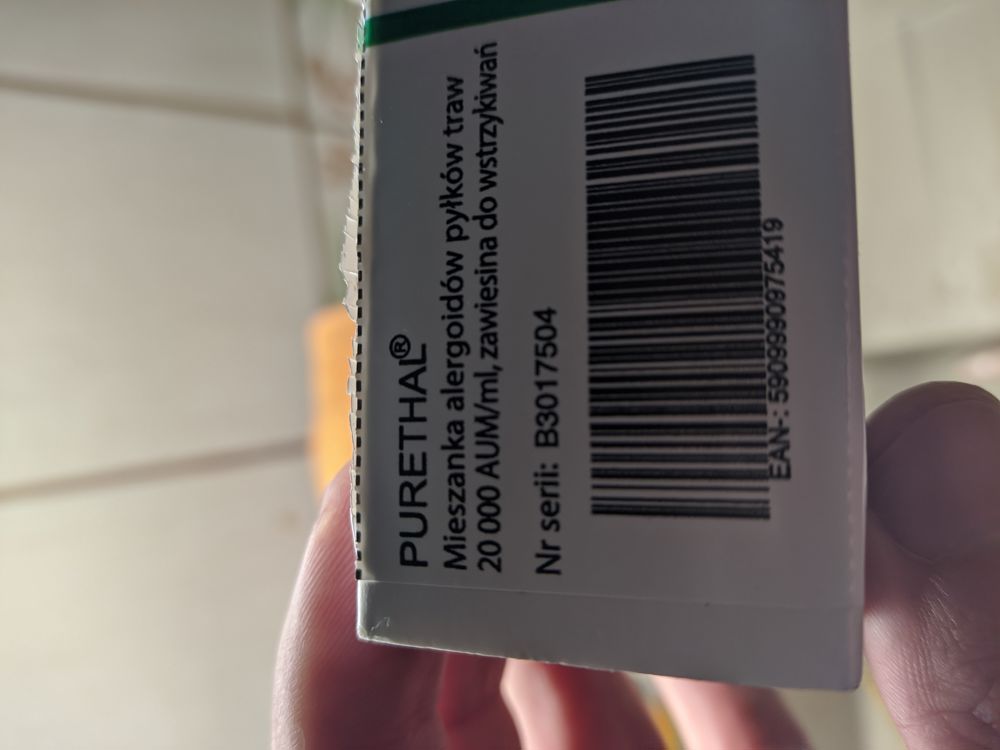 PURETHAL®
Mieszanka alergoidów pyłków traw
20 000 AUM/ml, zawiesina do wstrzykiwań
Nr serii: B3017504
EAN-: 5909990975419